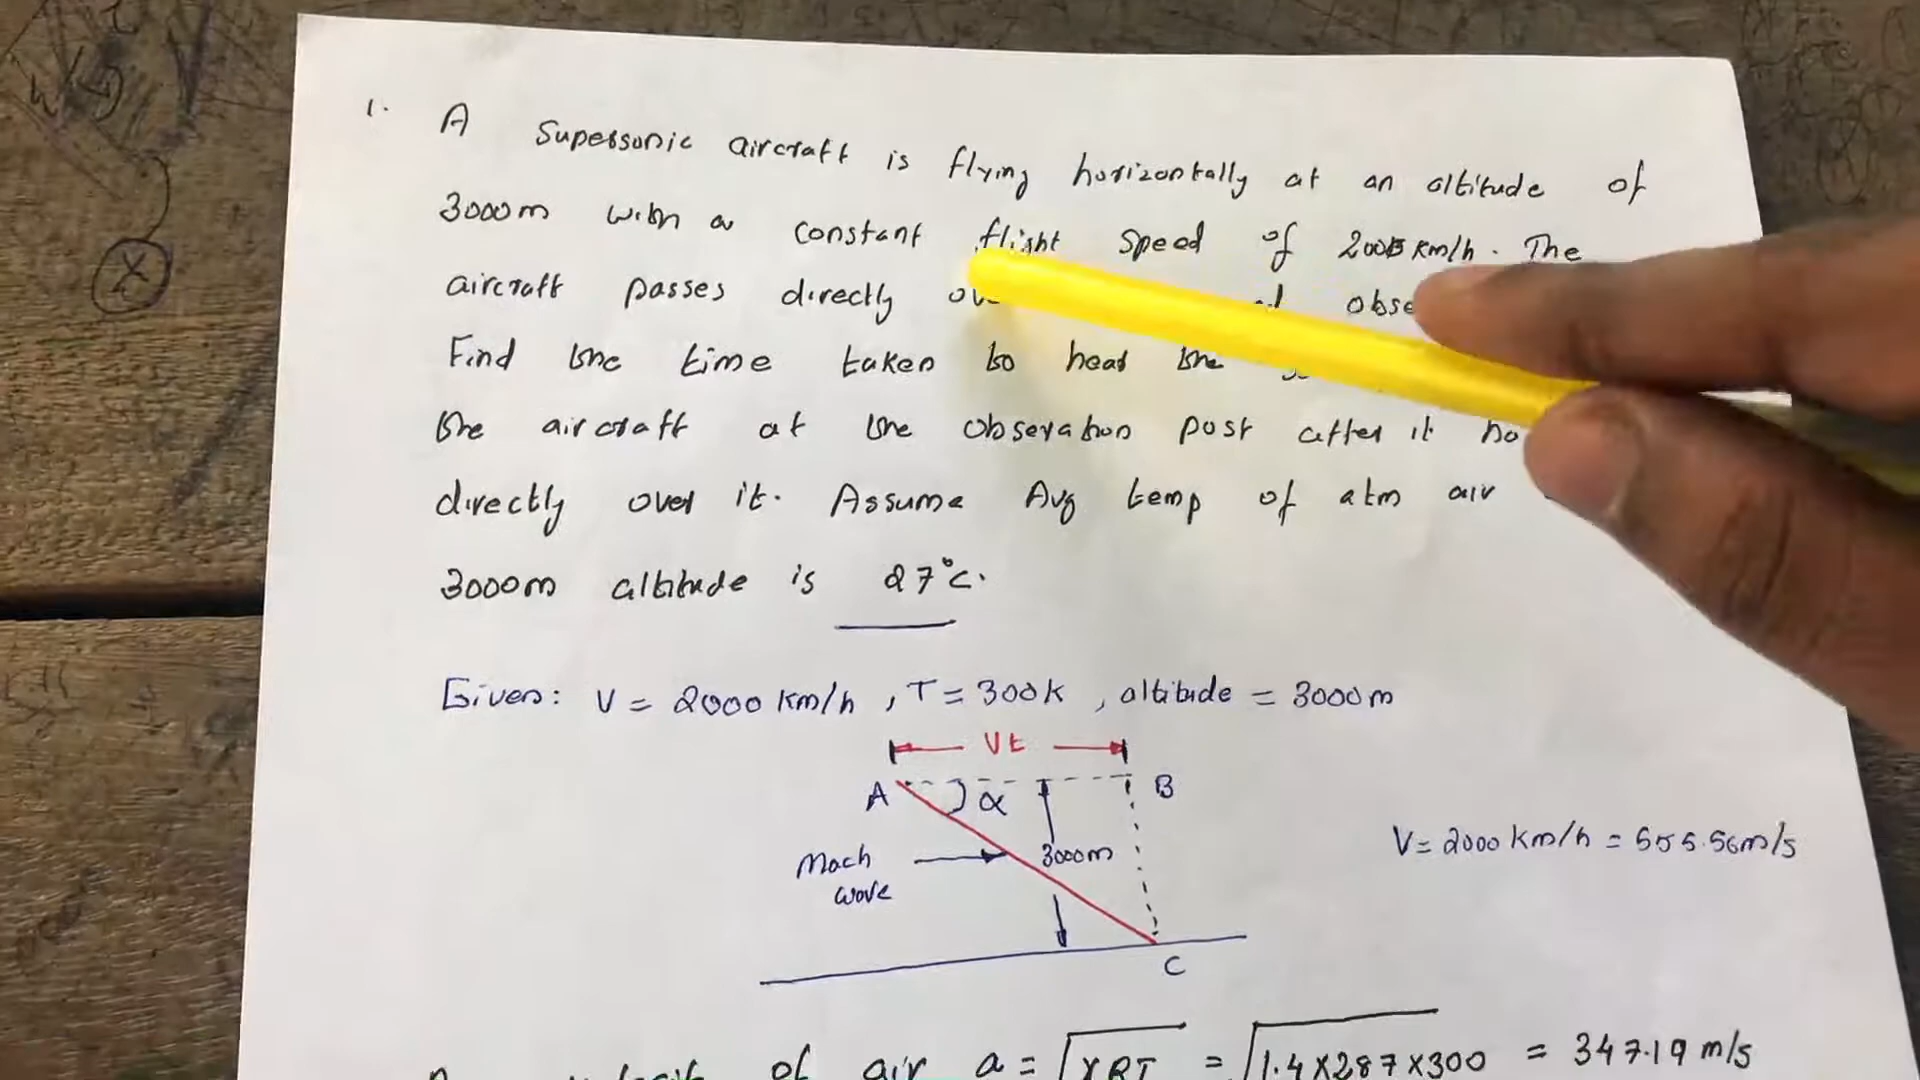 1. A Supersonic aircraft is flying horizontally at an altitude of
3000m with a constant flight speed of 2000 km/h. The
aircraft passes directly
Find the time taken to hear the
the aircraft at the observation post after it
directly over it. Assume Avg temp of atm air
3000m altitude is 27°C.
Given: V = 2000 km/h , T = 300k , altitude = 3000m
Vt
A α B
3000m
Mach
wave
V = 2000 km/h = 555.56m/s
C
of air a = √γRT = √1.4×287×300 = 347.19 m/s